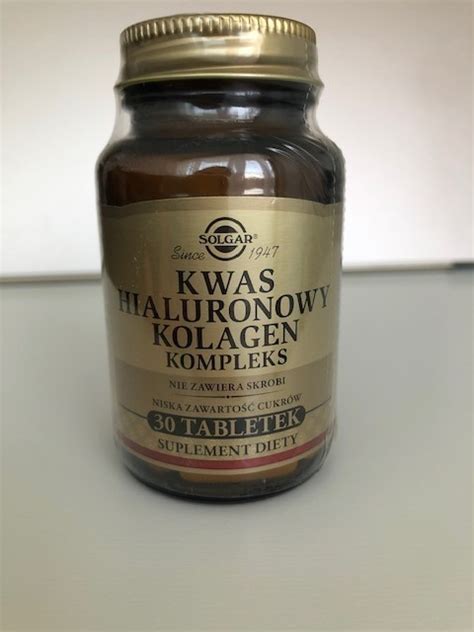 SOLGAR®
Since 1947
KWAS
HIALURONOWY
KOLAGEN
KOMPLEKS
NIE ZAWIERA SKROBI
NISKA ZAWARTOŚĆ CUKRÓW
30 TABLETEK
SUPLEMENT DIETY